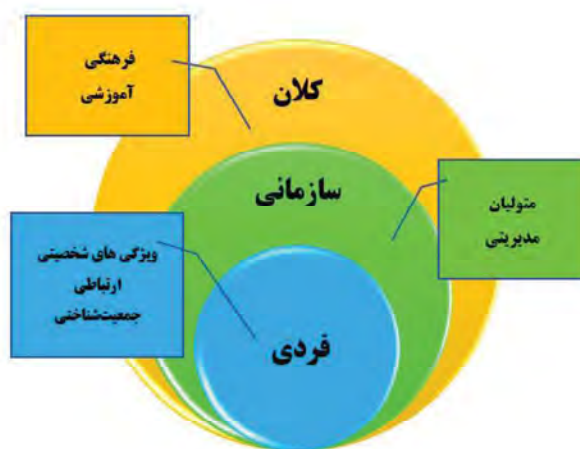 فرهنگی
آموزشی
کلان
سازمانی
متولیان
مدیریتی
ویژگی های شخصیتی
ارتباطی
جمعیت‌شناختی
فردی